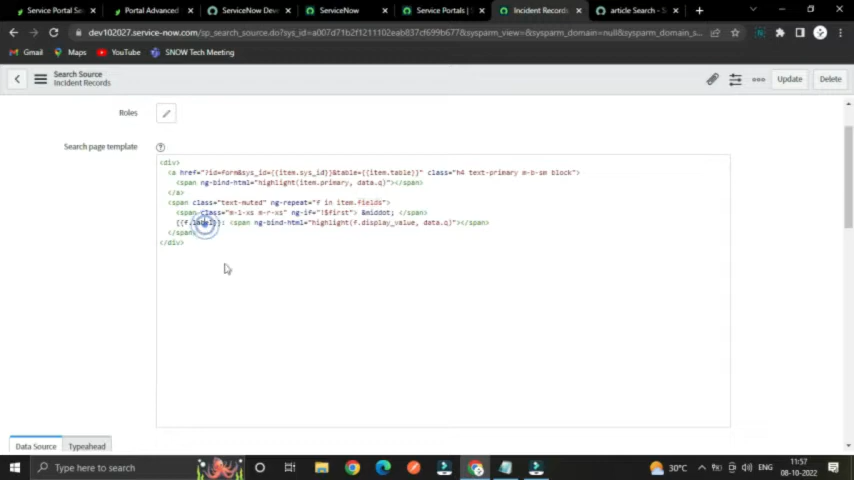 Service Portal Se
Portal Advanced
ServiceNow Dev
ServiceNow
Service Portals | S
Incident Records
article Search - S
dev102027.service-now.com/sp_search_source.do?sys_id=a007d71b2f1211102eab837cf699b677&sysparm_view=&sysparm_domain=null&sysparm_domain_s...
Gmail
Maps
YouTube
SNOW Tech Meeting
Search Source
Incident Records
Update
Delete
Roles
Search page template
<div>
<a href="?id=form&sys_id={{item.sys_id}}&table={{item.table}}" class="h4 text-primary m-b-sm block">
<span ng-bind-html="highlight(item.primary, data.q)"></span>
</a>
<span class="text-muted" ng-repeat="f in item.fields">
<span class="m-l-xs m-r-xs" ng-if="!$first"> &middot; </span>
{{f.label}}: <span ng-bind-html="highlight(f.display_value, data.q)"></span>
</span>
</div>
Data Source
Typeahead
Type here to search
30°C
ENG
11:57
08-10-2022